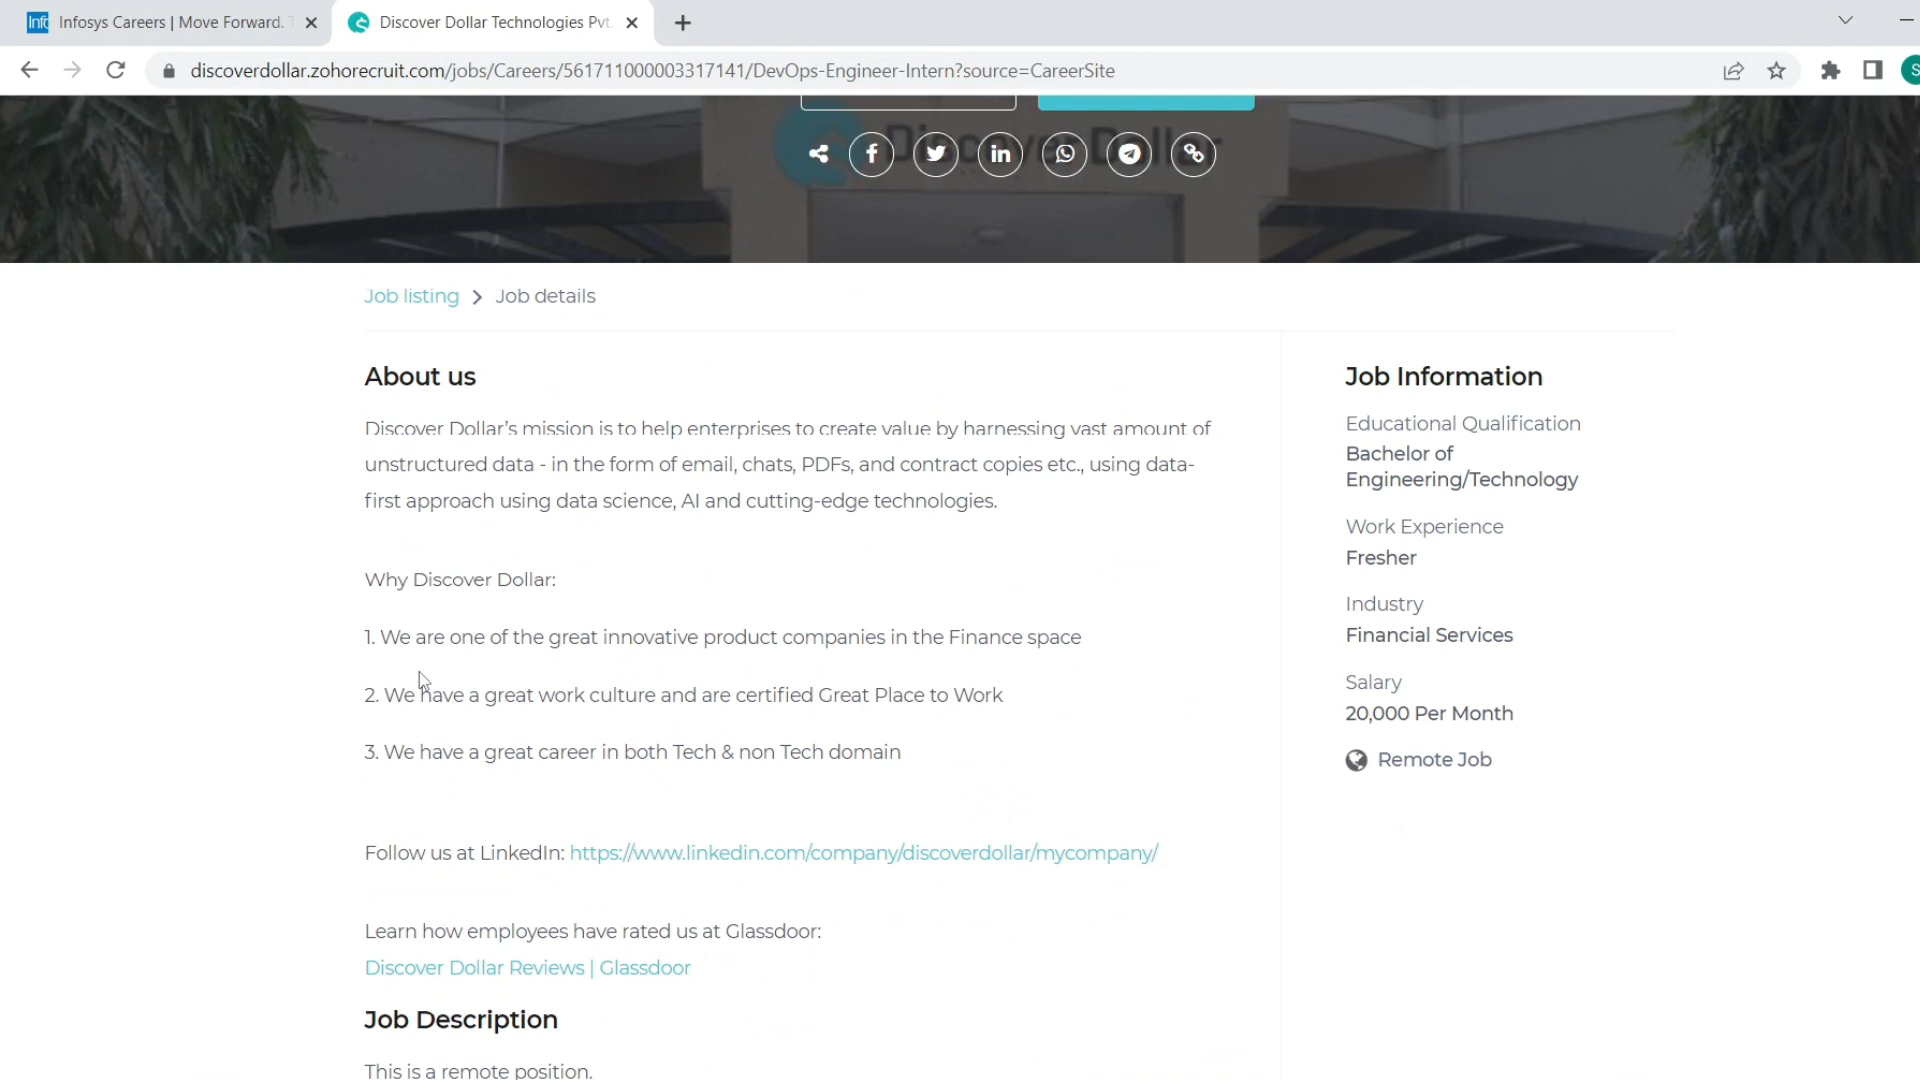 Infosys Careers | Move Forward.
Discover Dollar Technologies Pvt.
discoverdollar.zohorecruit.com/jobs/Careers/561711000003317141/DevOps-Engineer-Intern?source=CareerSite
S
Discover Dollar
Job listing > Job details
About us
Discover Dollar’s mission is to help enterprises to create value by harnessing vast amount of
unstructured data - in the form of email, chats, PDFs, and contract copies etc., using data-
first approach using data science, AI and cutting-edge technologies.
Why Discover Dollar:
1. We are one of the great innovative product companies in the Finance space
2. We have a great work culture and are certified Great Place to Work
3. We have a great career in both Tech & non Tech domain
Follow us at LinkedIn: https://www.linkedin.com/company/discoverdollar/mycompany/
Learn how employees have rated us at Glassdoor:
Discover Dollar Reviews | Glassdoor
Job Description
This is a remote position.
Job Information
Educational Qualification
Bachelor of
Engineering/Technology
Work Experience
Fresher
Industry
Financial Services
Salary
20,000 Per Month
Remote Job